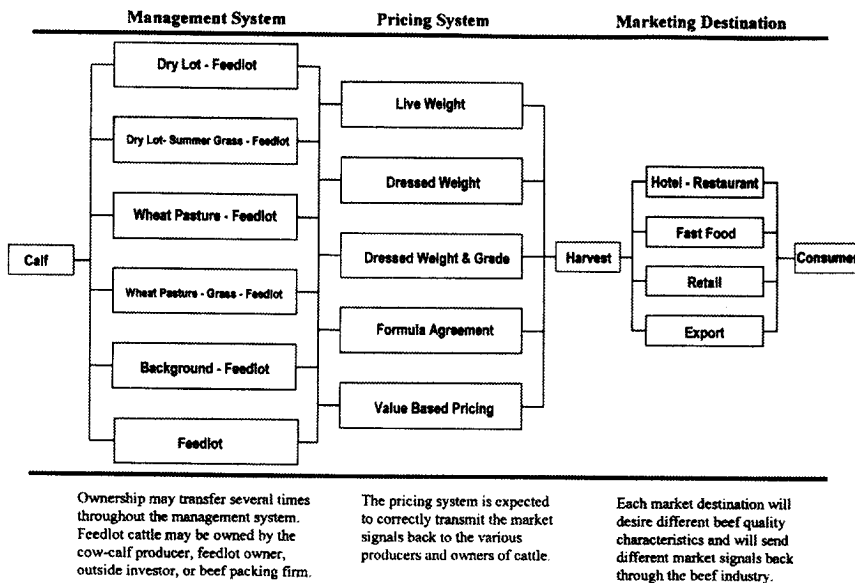 Management System
Pricing System
Marketing Destination
Dry Lot - Feedlot
Dry Lot- Summer Grass - Feedlot
Wheat Pasture - Feedlot
Wheat Pasture - Grass - Feedlot
Background - Feedlot
Feedlot
Calf
Live Weight
Dressed Weight
Dressed Weight & Grade
Formula Agreement
Value Based Pricing
Harvest
Hotel - Restaurant
Fast Food
Retail
Export
Consumer
Ownership may transfer several times
throughout the management system.
Feedlot cattle may be owned by the
cow-calf producer, feedlot owner,
outside investor, or beef packing firm.
The pricing system is expected
to correctly transmit the market
signals back to the various
producers and owners of cattle.
Each market destination will
desire different beef quality
characteristics and will send
different market signals back
through the beef industry.